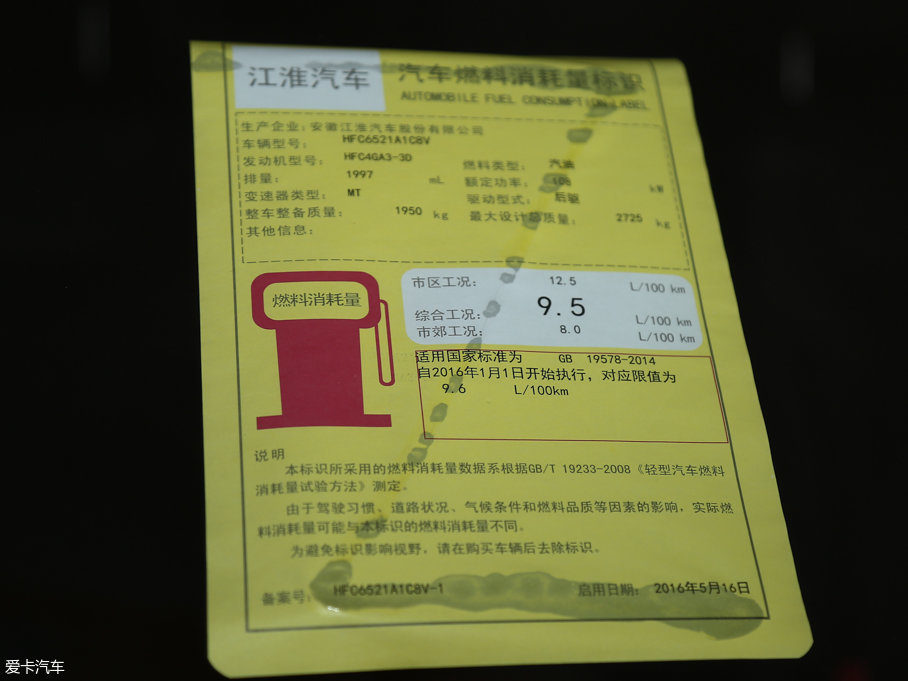 江淮汽车
汽车燃料消耗量标识
AUTOMOBILE FUEL CONSUMPTION LABEL
生产企业：安徽江淮汽车股份有限公司
车辆型号： HFC6521A1C8V
发动机型号： HFC4GA3-3D 燃料类型： 汽油
排量： 1997 mL 额定功率： 108 kW
变速器类型： MT 驱动型式： 后驱
整车整备质量： 1950 kg 最大设计总质量： 2725 kg
其他信息：
燃料消耗量
市区工况： 12.5 L/100 km
综合工况： 9.5 L/100 km
市郊工况： 8.0 L/100 km
适用国家标准为 GB 19578-2014
自2016年1月1日开始执行，对应限值为
9.6 L/100km
说明
本标识所采用的燃料消耗量数据系根据GB/T 19233-2008《轻型汽车燃料
消耗量试验方法》测定。
由于驾驶习惯、道路状况、气候条件和燃料品质等因素的影响，实际燃
料消耗量可能与本标识的燃料消耗量不同。
为避免标识影响视野，请在购买车辆后去除标识。
备案号： HFC6521A1C8V-1 启用日期： 2016年5月16日
爱卡汽车